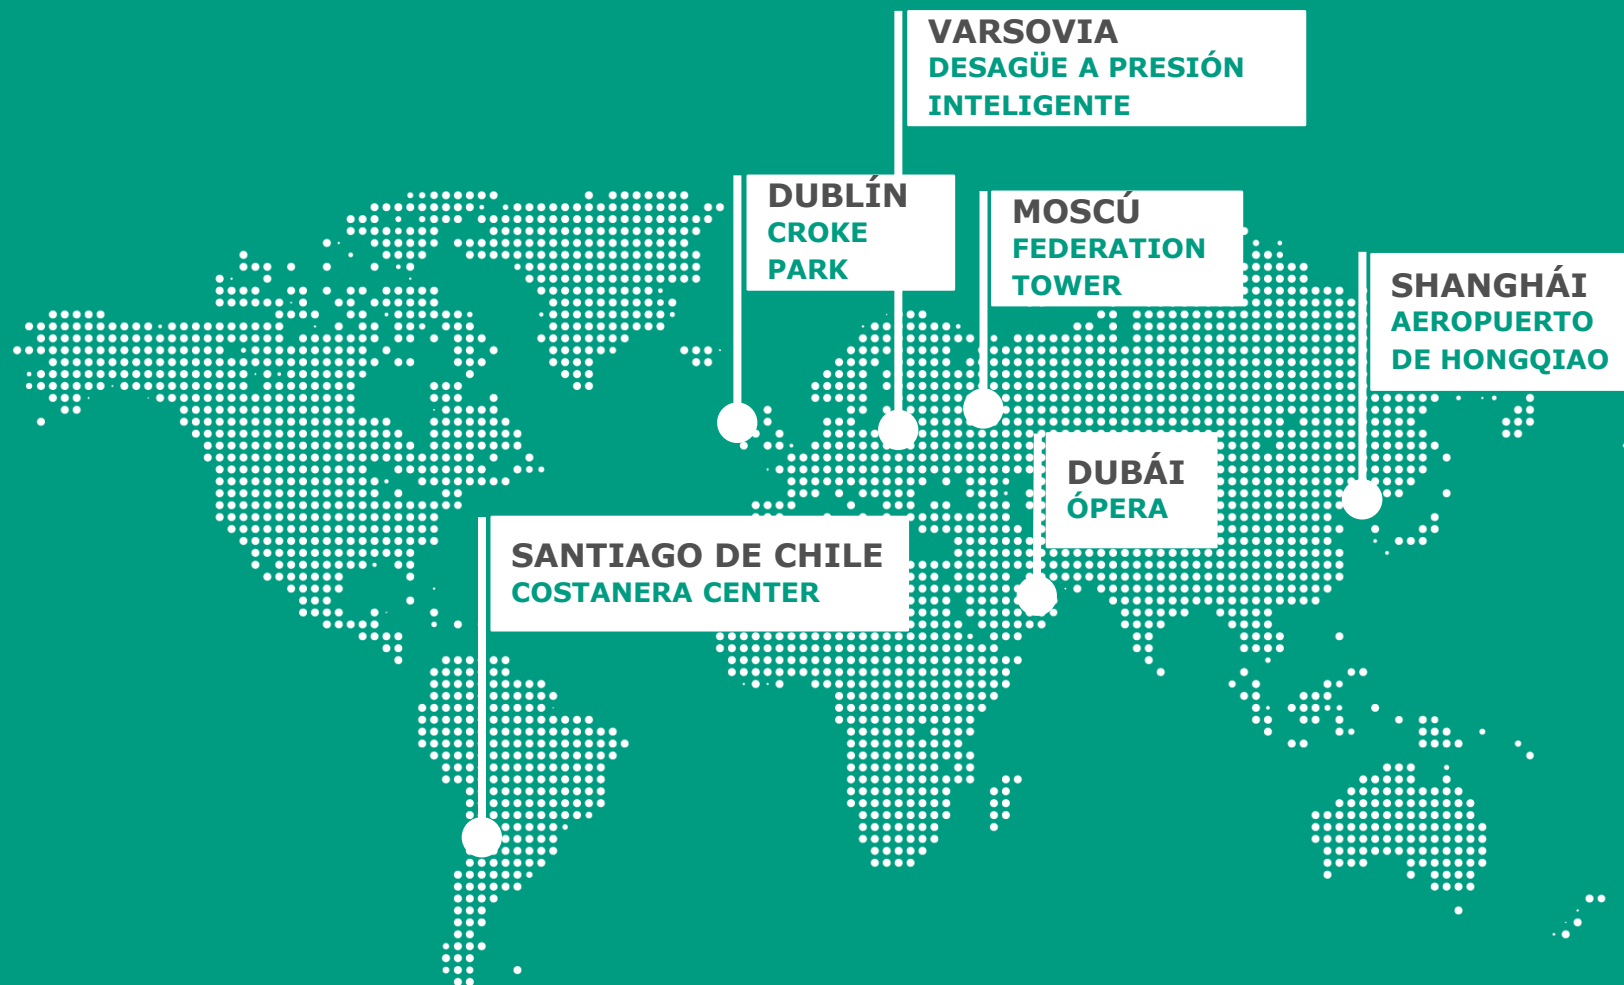 VARSOVIA
DESAGÜE A PRESIÓN
INTELIGENTE
DUBLÍN
CROKE
PARK
MOSCÚ
FEDERATION
TOWER
SHANGHÁI
AEROPUERTO
DE HONGQIAO
DUBÁI
ÓPERA
SANTIAGO DE CHILE
COSTANERA CENTER